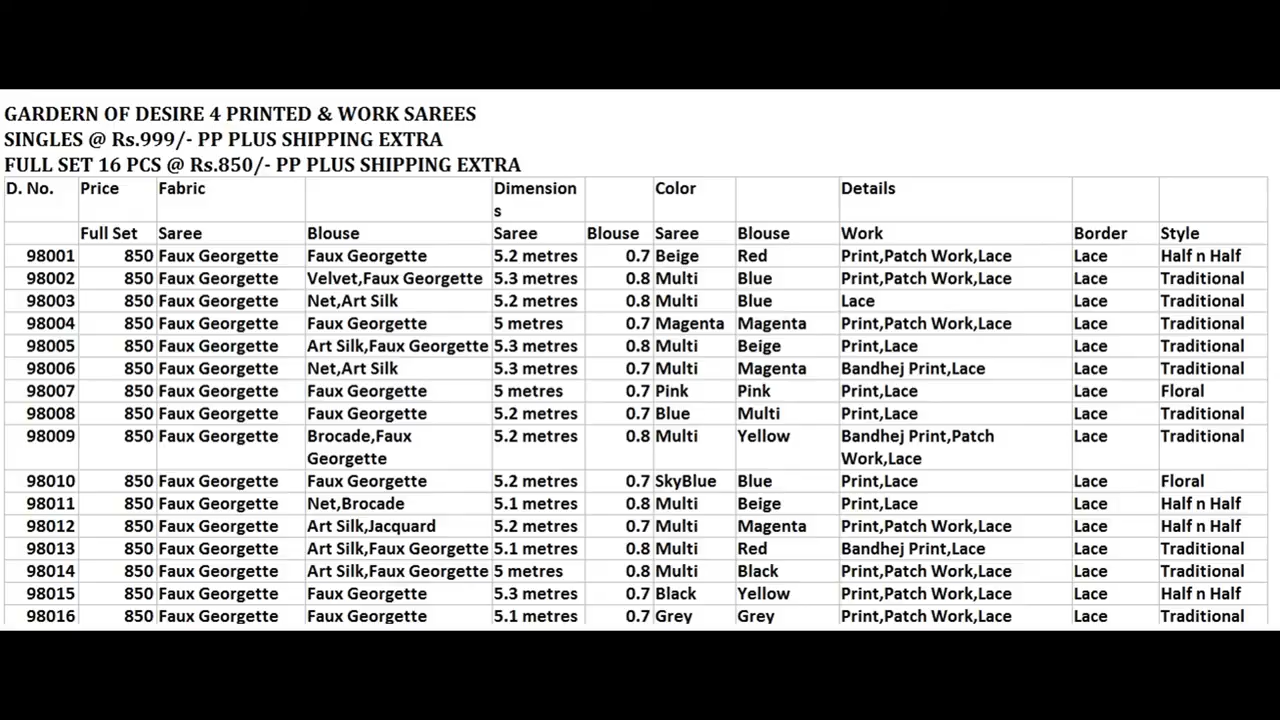 GARDERN OF DESIRE 4 PRINTED & WORK SAREES
SINGLES @ Rs.999/- PP PLUS SHIPPING EXTRA
FULL SET 16 PCS @ Rs.850/- PP PLUS SHIPPING EXTRA
D. No. Price Fabric Dimensions Color Details
Full Set Saree Blouse Saree Blouse Saree Blouse Work Border Style
98001 850 Faux Georgette Faux Georgette 5.2 metres 0.7 Beige Red Print,Patch Work,Lace Lace Half n Half
98002 850 Faux Georgette Velvet,Faux Georgette 5.3 metres 0.8 Multi Blue Print,Patch Work,Lace Lace Traditional
98003 850 Faux Georgette Net,Art Silk 5.2 metres 0.8 Multi Blue Lace Lace Traditional
98004 850 Faux Georgette Faux Georgette 5 metres 0.7 Magenta Magenta Print,Patch Work,Lace Lace Traditional
98005 850 Faux Georgette Art Silk,Faux Georgette 5.3 metres 0.8 Multi Beige Print,Lace Lace Traditional
98006 850 Faux Georgette Net,Art Silk 5.3 metres 0.7 Multi Magenta Bandhej Print,Lace Lace Traditional
98007 850 Faux Georgette Faux Georgette 5 metres 0.7 Pink Pink Print,Lace Lace Floral
98008 850 Faux Georgette Faux Georgette 5.2 metres 0.7 Blue Multi Print,Lace Lace Traditional
98009 850 Faux Georgette Brocade,Faux Georgette 5.2 metres 0.8 Multi Yellow Bandhej Print,Patch Work,Lace Lace Traditional
98010 850 Faux Georgette Faux Georgette 5.2 metres 0.7 SkyBlue Blue Print,Lace Lace Floral
98011 850 Faux Georgette Net,Brocade 5.1 metres 0.8 Multi Beige Print,Lace Lace Half n Half
98012 850 Faux Georgette Art Silk,Jacquard 5.2 metres 0.7 Multi Magenta Print,Patch Work,Lace Lace Half n Half
98013 850 Faux Georgette Art Silk,Faux Georgette 5.1 metres 0.8 Multi Red Bandhej Print,Lace Lace Traditional
98014 850 Faux Georgette Art Silk,Faux Georgette 5 metres 0.8 Multi Black Print,Patch Work,Lace Lace Traditional
98015 850 Faux Georgette Faux Georgette 5.3 metres 0.7 Black Yellow Print,Patch Work,Lace Lace Half n Half
98016 850 Faux Georgette Faux Georgette 5.1 metres 0.7 Grey Grey Print,Patch Work,Lace Lace Traditional